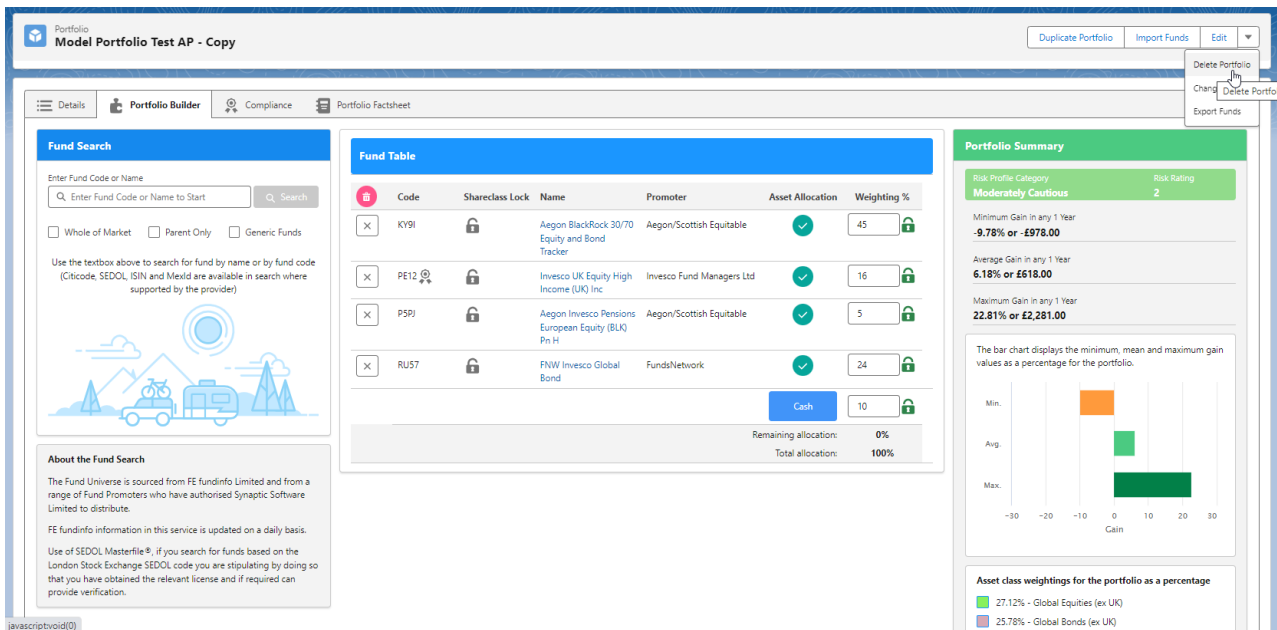 Portfolio
Model Portfolio Test AP - Copy
Duplicate Portfolio
Import Funds
Edit
Delete Portfolio
Delete Portfo
Export Funds
Details
Portfolio Builder
Compliance
Portfolio Factsheet
Fund Search
Enter Fund Code or Name
Enter Fund Code or Name to Start
Search
Whole of Market
Parent Only
Generic Funds
Use the textbox above to search for fund by name or by fund code
(Citicode, SEDOL, ISIN and MexId are available in search where
supported by the provider)
About the Fund Search
The Fund Universe is sourced from FE fundinfo Limited and from a
range of Fund Promoters who have authorised Synaptic Software
Limited to distribute.
FE fundinfo information in this service is updated on a daily basis.
Use of SEDOL Masterfile®, if you search for funds based on the
London Stock Exchange SEDOL code you are stipulating by doing so
that you have obtained the relevant license and if required can
provide verification.
javascript:void(0)
Fund Table
Code Shareclass Lock Name Promoter Asset Allocation Weighting %
KY9I Aegon BlackRock 30/70 Aegon/Scottish Equitable 45
Equity and Bond
Tracker
PE12 Invesco UK Equity High Invesco Fund Managers Ltd 16
Income (UK) Inc
P5PJ Aegon Invesco Pensions Aegon/Scottish Equitable 5
European Equity (BLK)
Pn H
RU57 FNW Invesco Global FundsNetwork 24
Bond
Cash 10
Remaining allocation: 0%
Total allocation: 100%
Portfolio Summary
Risk Profile Category Risk Rating
Moderately Cautious 2
Minimum Gain in any 1 Year
-9.78% or -£978.00
Average Gain in any 1 Year
6.18% or £618.00
Maximum Gain in any 1 Year
22.81% or £2,281.00
The bar chart displays the minimum, mean and maximum gain
values as a percentage for the portfolio.
Min.
Avg.
Max.
−30 −20 −10 0 10 20 30
Gain
Asset class weightings for the portfolio as a percentage
27.12% - Global Equities (ex UK)
25.78% - Global Bonds (ex UK)